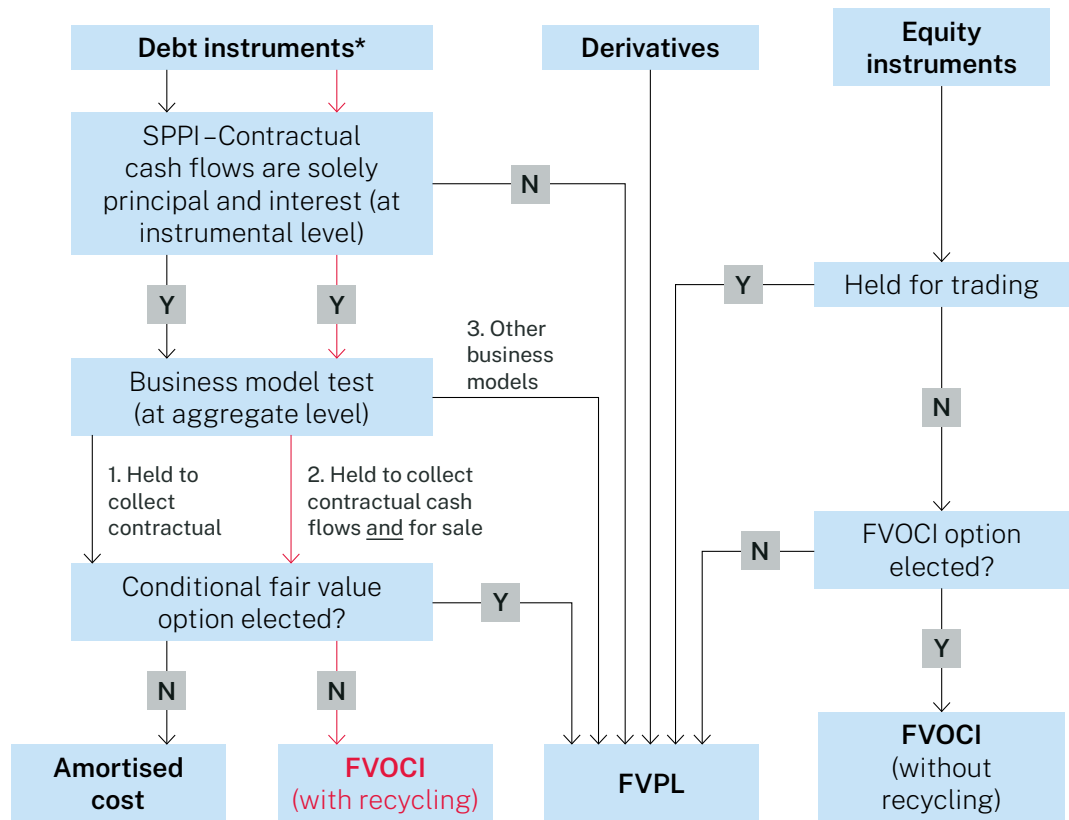 Debt instruments*
Derivatives
Equity
instruments
SPPI – Contractual
cash flows are solely
principal and interest (at
instrumental level)
N
Y
Held for trading
Y
Y
3. Other
business
models
Business model test
(at aggregate level)
N
1. Held to
collect
contractual
2. Held to collect
contractual cash
flows and for sale
FVOCI option
elected?
N
Conditional fair value
option elected?
Y
Y
N
N
Amortised
cost
FVOCI
(with recycling)
FVPL
FVOCI
(without
recycling)